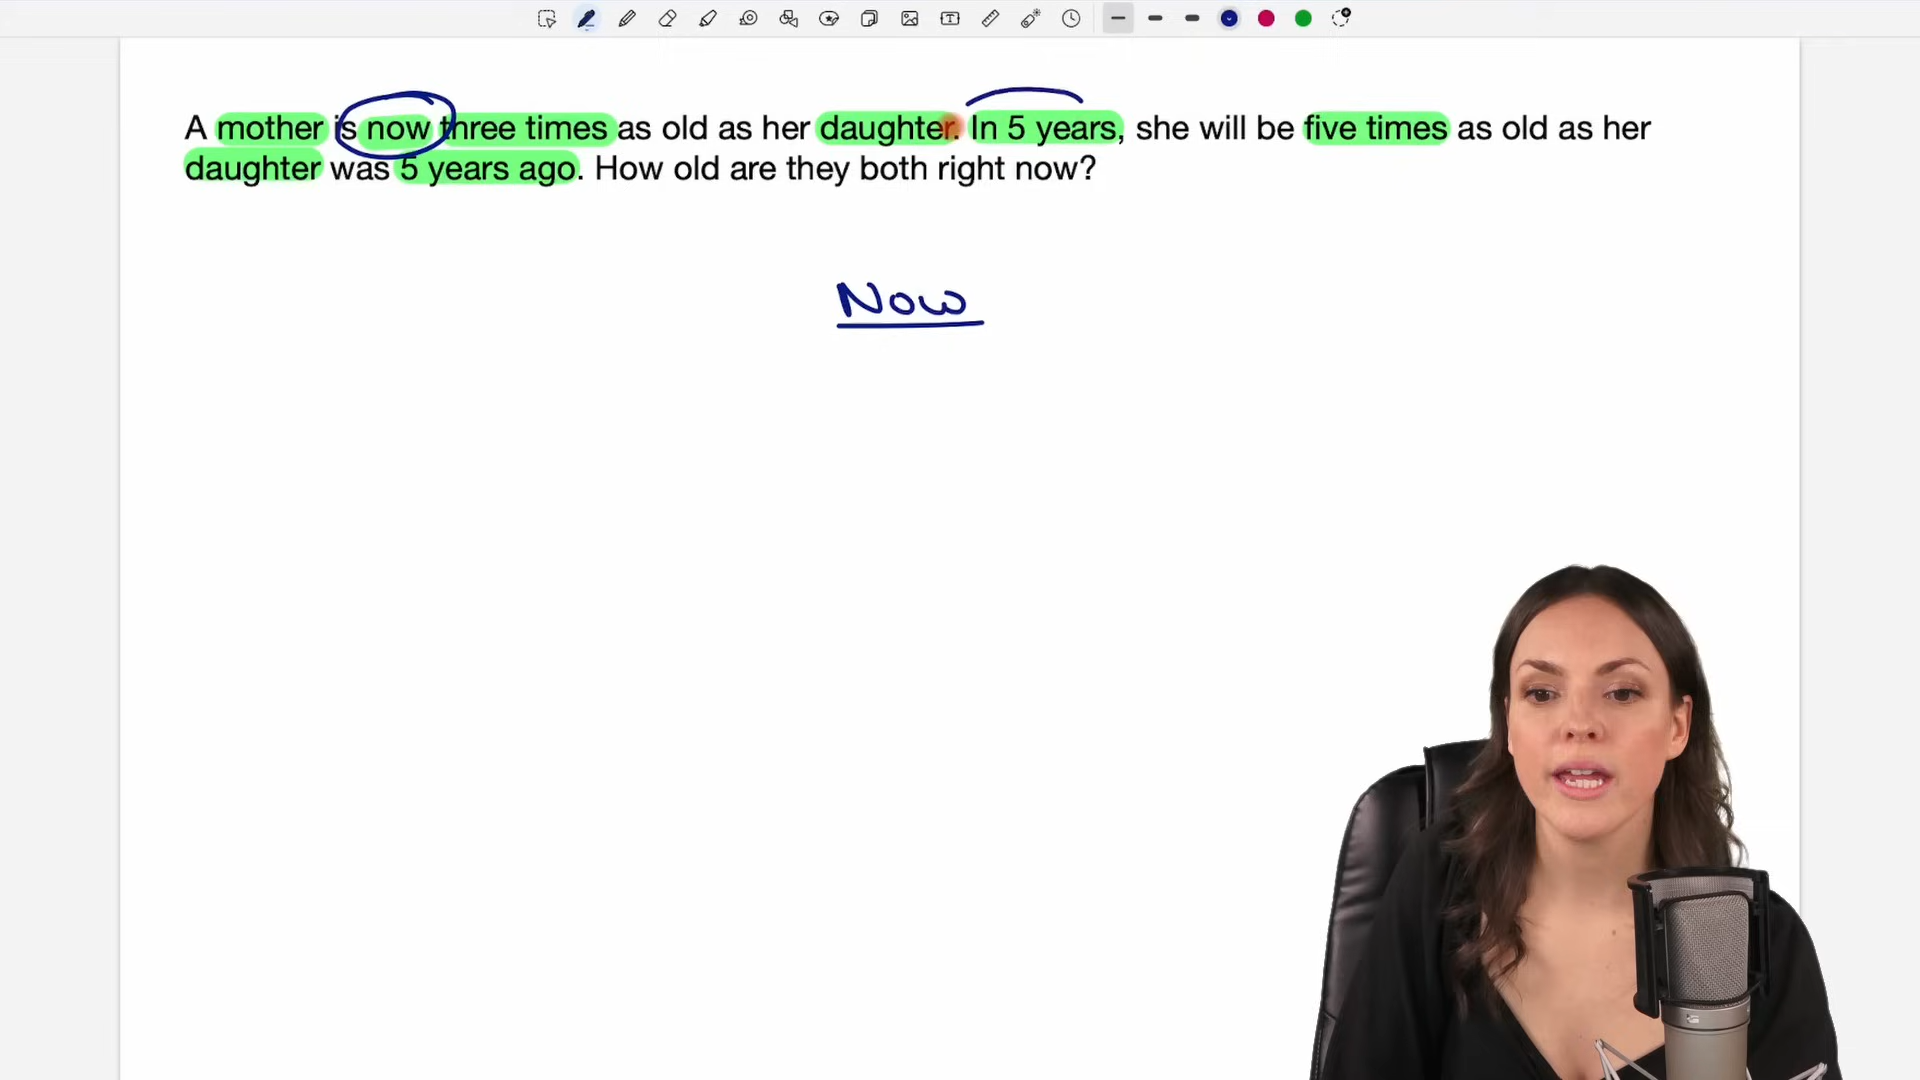 A mother is now three times as old as her daughter. In 5 years, she will be five times as old as her
daughter was 5 years ago. How old are they both right now?
Now